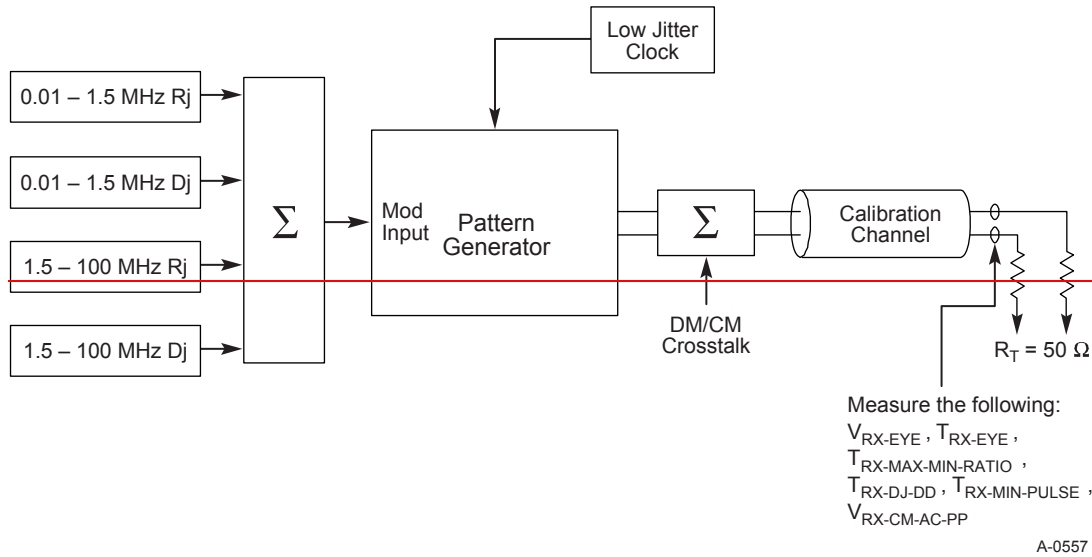 Low Jitter
Clock
0.01 – 1.5 MHz Rj
0.01 – 1.5 MHz Dj
1.5 – 100 MHz Rj
1.5 – 100 MHz Dj
Σ
Mod
Input
Pattern
Generator
Σ
DM/CM
Crosstalk
Calibration
Channel
R_T = 50 Ω
Measure the following:
V_RX-EYE , T_RX-EYE ,
T_RX-MAX-MIN-RATIO ,
T_RX-DJ-DD , T_RX-MIN-PULSE ,
V_RX-CM-AC-PP
A-0557